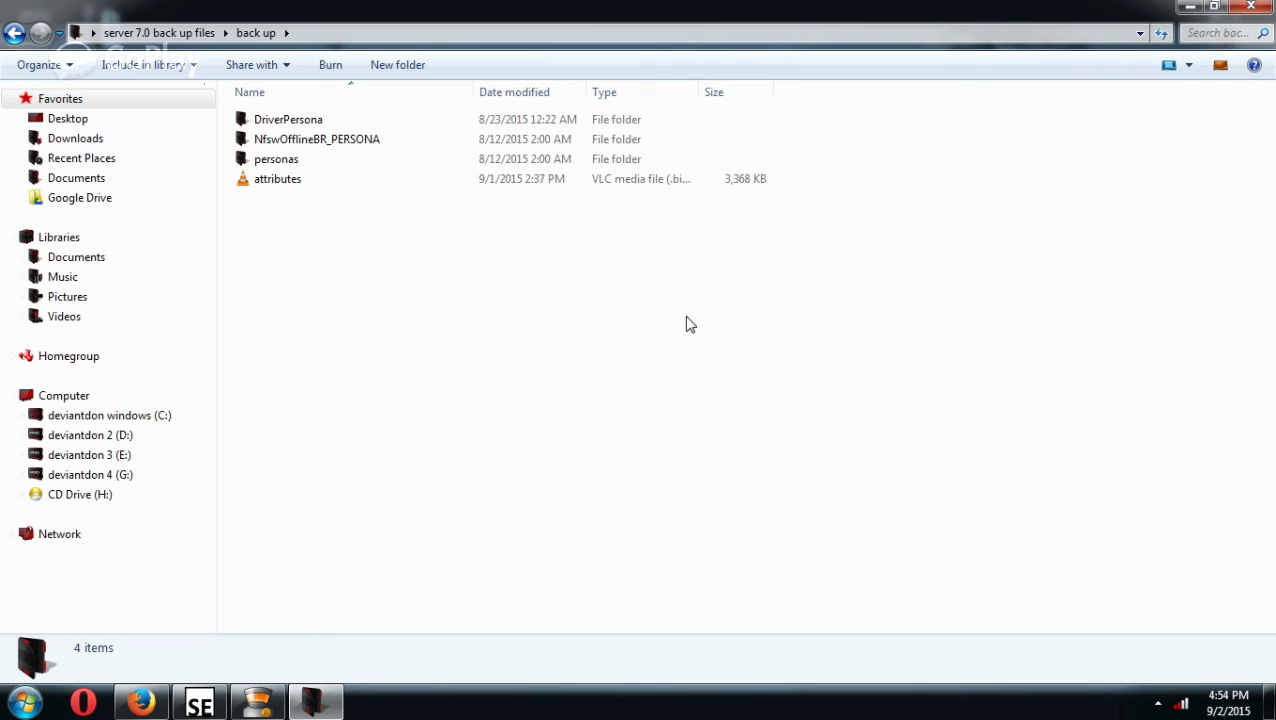 server 7.0 back up files
back up
Search bac...
Organize
Include in library
Share with
Burn
New folder
Name
Date modified
Type
Size
Favorites
Desktop
Downloads
Recent Places
Documents
Google Drive
Libraries
Documents
Music
Pictures
Videos
Homegroup
Computer
deviantdon windows (C:)
deviantdon 2 (D:)
deviantdon 3 (E:)
deviantdon 4 (G:)
CD Drive (H:)
Network
DriverPersona 8/23/2015 12:22 AM File folder
NfswOfflineBR_PERSONA 8/12/2015 2:00 AM File folder
personas 8/12/2015 2:00 AM File folder
attributes 9/1/2015 2:37 PM VLC media file (.bi... 3,368 KB
4 items
SE
4:54 PM
9/2/2015